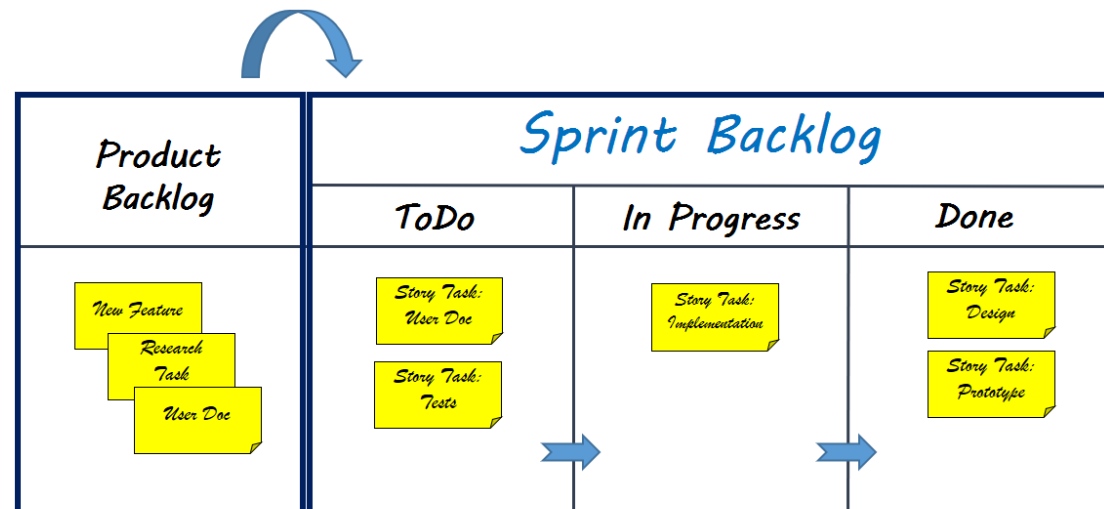 Product
Backlog
Sprint Backlog
ToDo
In Progress
Done
New Feature
Research
Task
User Doc
Story Task:
User Doc
Story Task:
Tests
Story Task:
Implementation
Story Task:
Design
Story Task:
Prototype